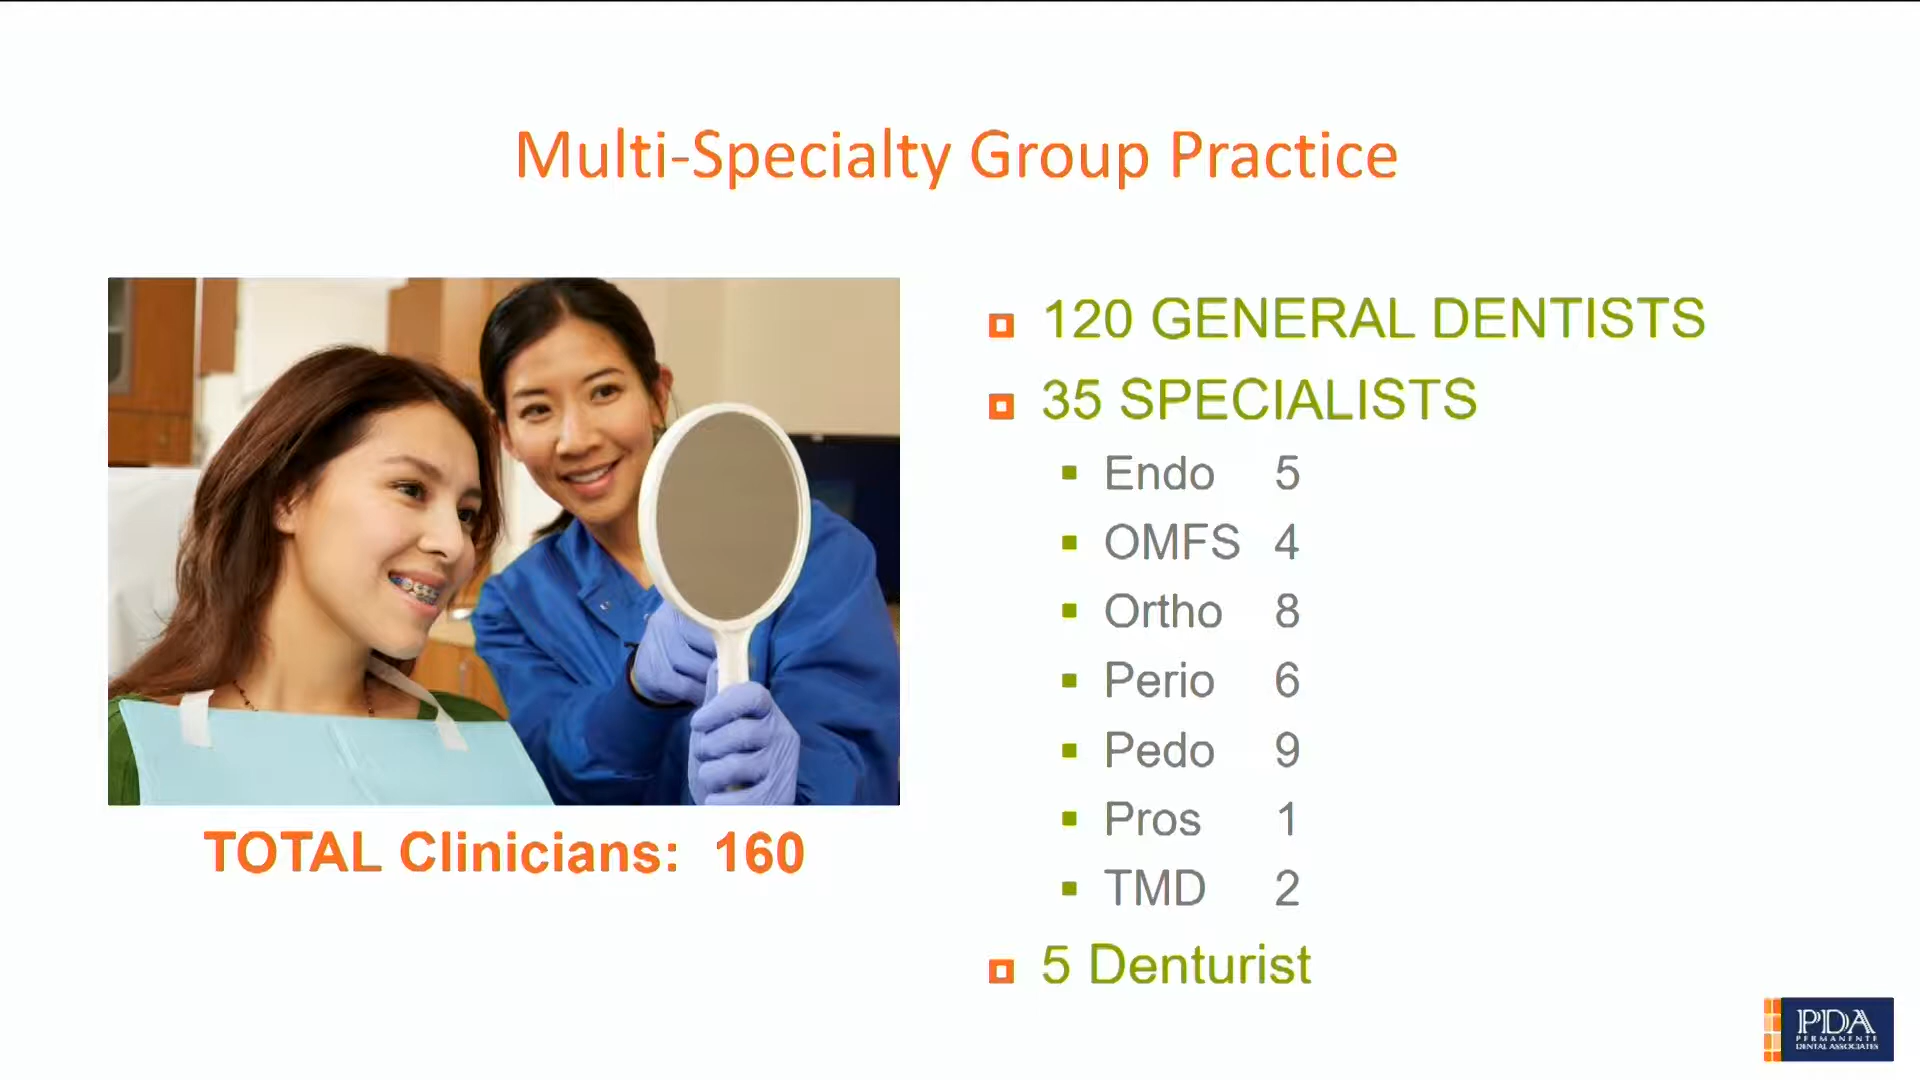 Multi-Specialty Group Practice
120 GENERAL DENTISTS
35 SPECIALISTS
Endo 5
OMFS 4
Ortho 8
Perio 6
Pedo 9
Pros 1
TMD 2
5 Denturist
TOTAL Clinicians: 160
PDA
PERMANENTE
DENTAL ASSOCIATES